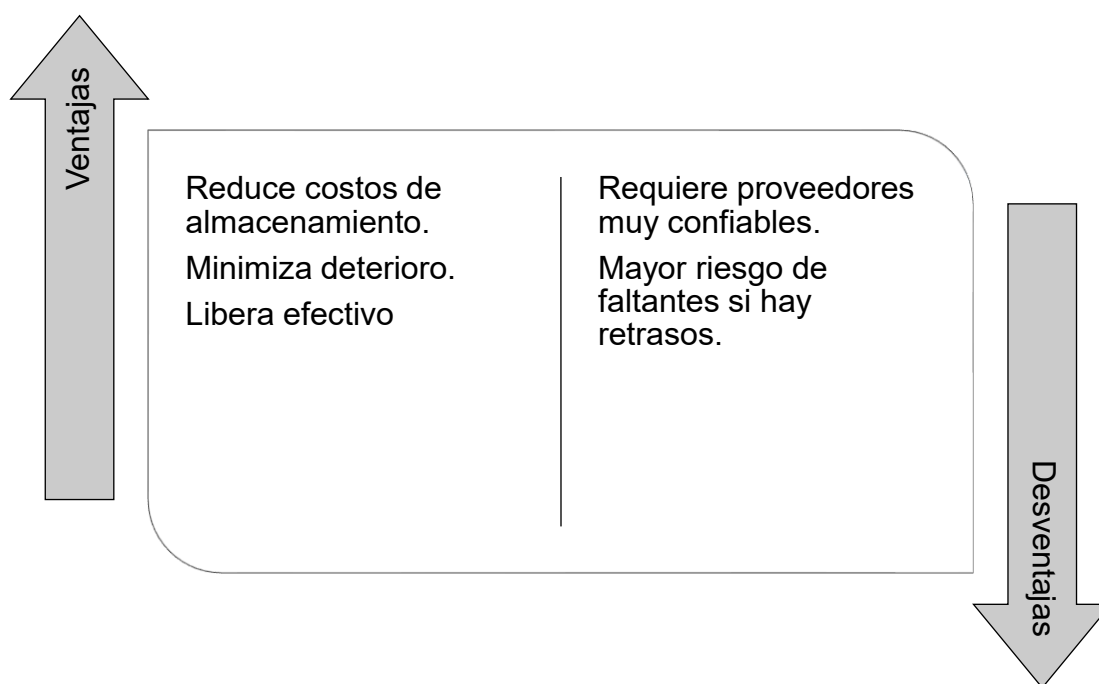 Ventajas
Reduce costos de
almacenamiento.
Minimiza deterioro.
Libera efectivo
Requiere proveedores
muy confiables.
Mayor riesgo de
faltantes si hay
retrasos.
Desventajas